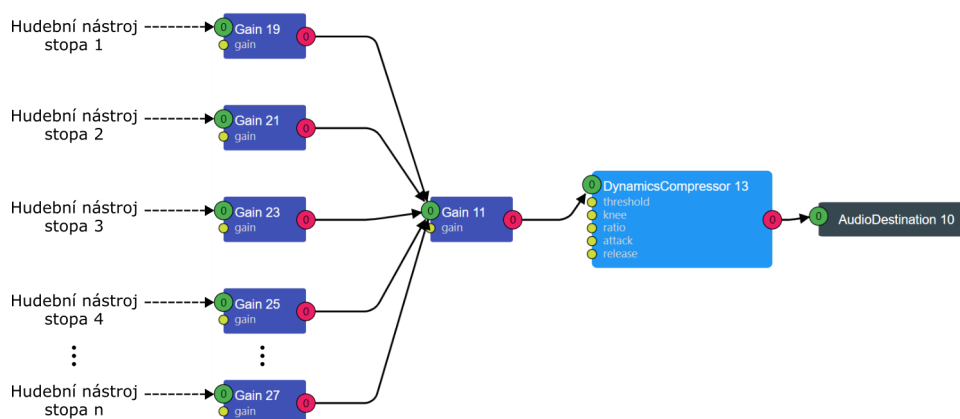 Hudební nástroj
stopa 1
0
Gain 19
gain
0
Hudební nástroj
stopa 2
0
Gain 21
gain
0
Hudební nástroj
stopa 3
0
Gain 23
gain
0
Hudební nástroj
stopa 4
0
Gain 25
gain
0
Hudební nástroj
stopa n
0
Gain 27
gain
0
0
Gain 11
gain
0
0
DynamicsCompressor 13
threshold
knee
ratio
attack
release
0
0
AudioDestination 10